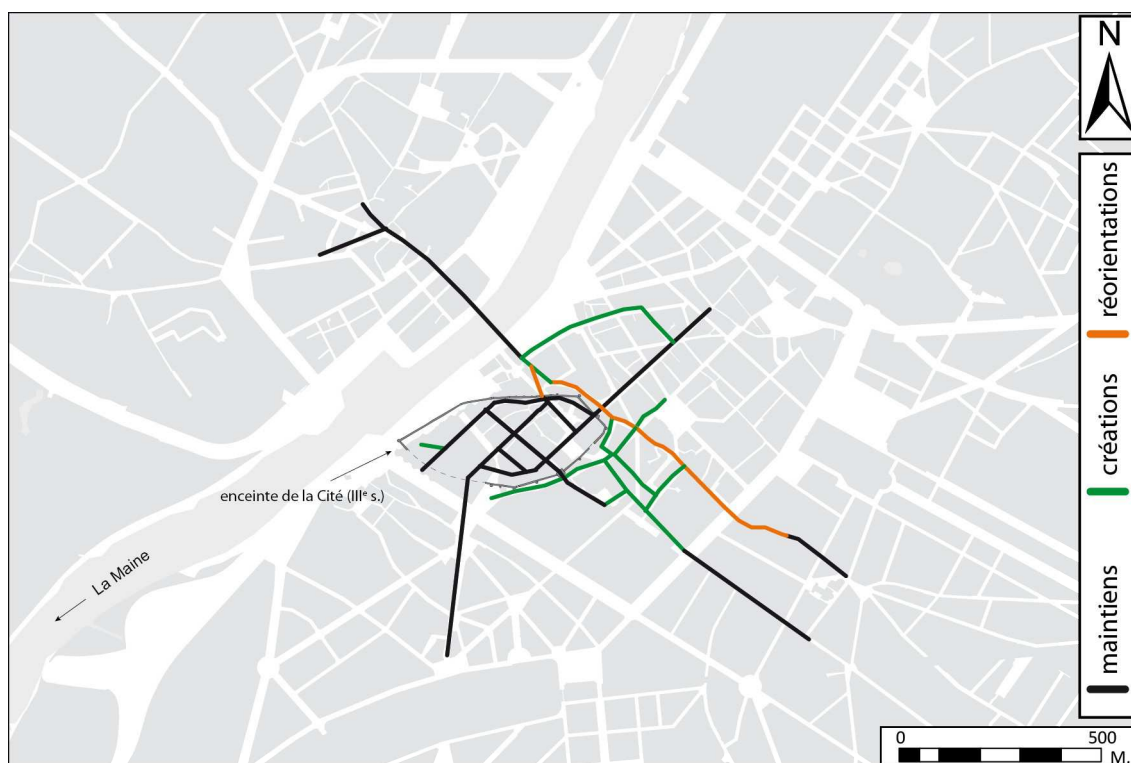 N
réorientations
créations
maintiens
enceinte de la Cité (IIIᵉ s.)
La Maine
0 500
M.